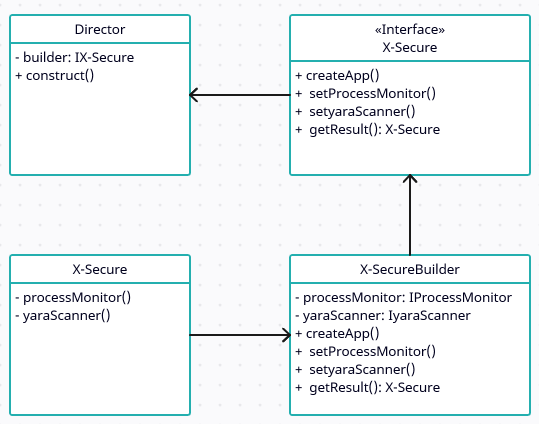 Director
- builder: IX-Secure
+ construct()
«Interface»
X-Secure
+ createApp()
+  setProcessMonitor()
+  setyaraScanner()
+  getResult(): X-Secure
X-Secure
- processMonitor()
- yaraScanner()
X-SecureBuilder
- processMonitor: IProcessMonitor
- yaraScanner: IyaraScanner
+ createApp()
+  setProcessMonitor()
+  setyaraScanner()
+  getResult(): X-Secure